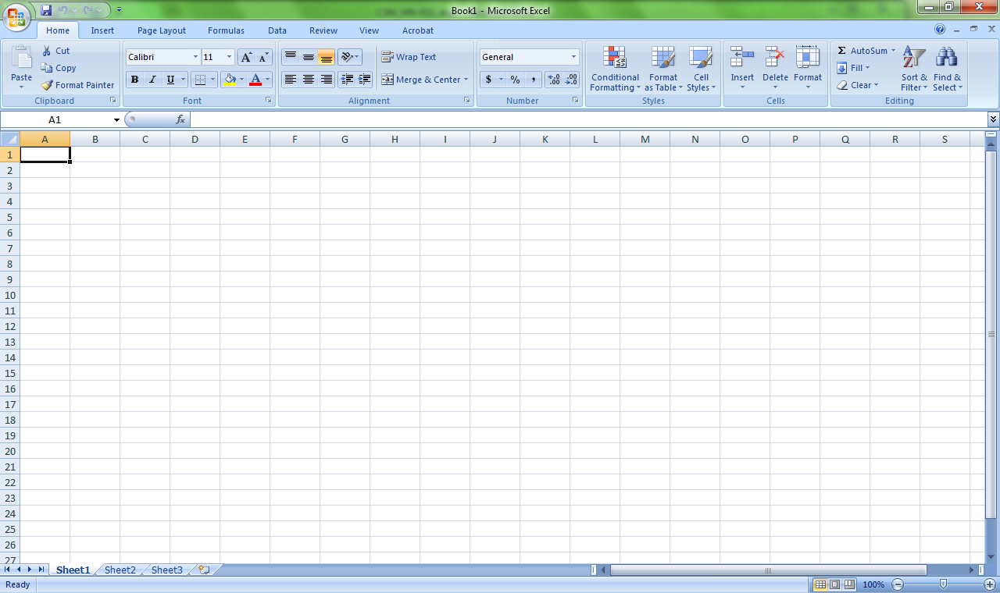 Book1 - Microsoft Excel
Home Insert Page Layout Formulas Data Review View Acrobat
Paste
Cut
Copy
Format Painter
Clipboard
Calibri 11 A A
B I U A
Font
Wrap Text
Merge & Center
Alignment
General
$ % , .00 .00
Number
Conditional Formatting
Format as Table
Cell Styles
Styles
Insert
Delete
Format
Cells
Σ AutoSum
Fill
Clear
Sort & Filter
Find & Select
Editing
A1 fx
A B C D E F G H I J K L M N O P Q R S
1
2
3
4
5
6
7
8
9
10
11
12
13
14
15
16
17
18
19
20
21
22
23
24
25
26
27
Sheet1 Sheet2 Sheet3
Ready 100%